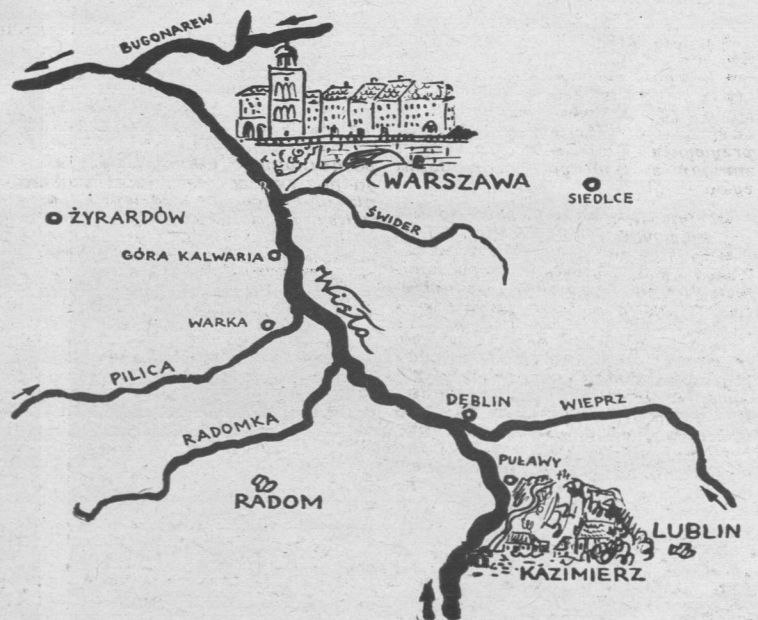 BUGONAREW
WARSZAWA
SIEDLCE
ŻYRARDÓW
ŚWIDER
GÓRA KALWARIA
Wisła
WARKA
PILICA
DĘBLIN
WIEPRZ
RADOMKA
PUŁAWY
RADOM
LUBLIN
KAZIMIERZ